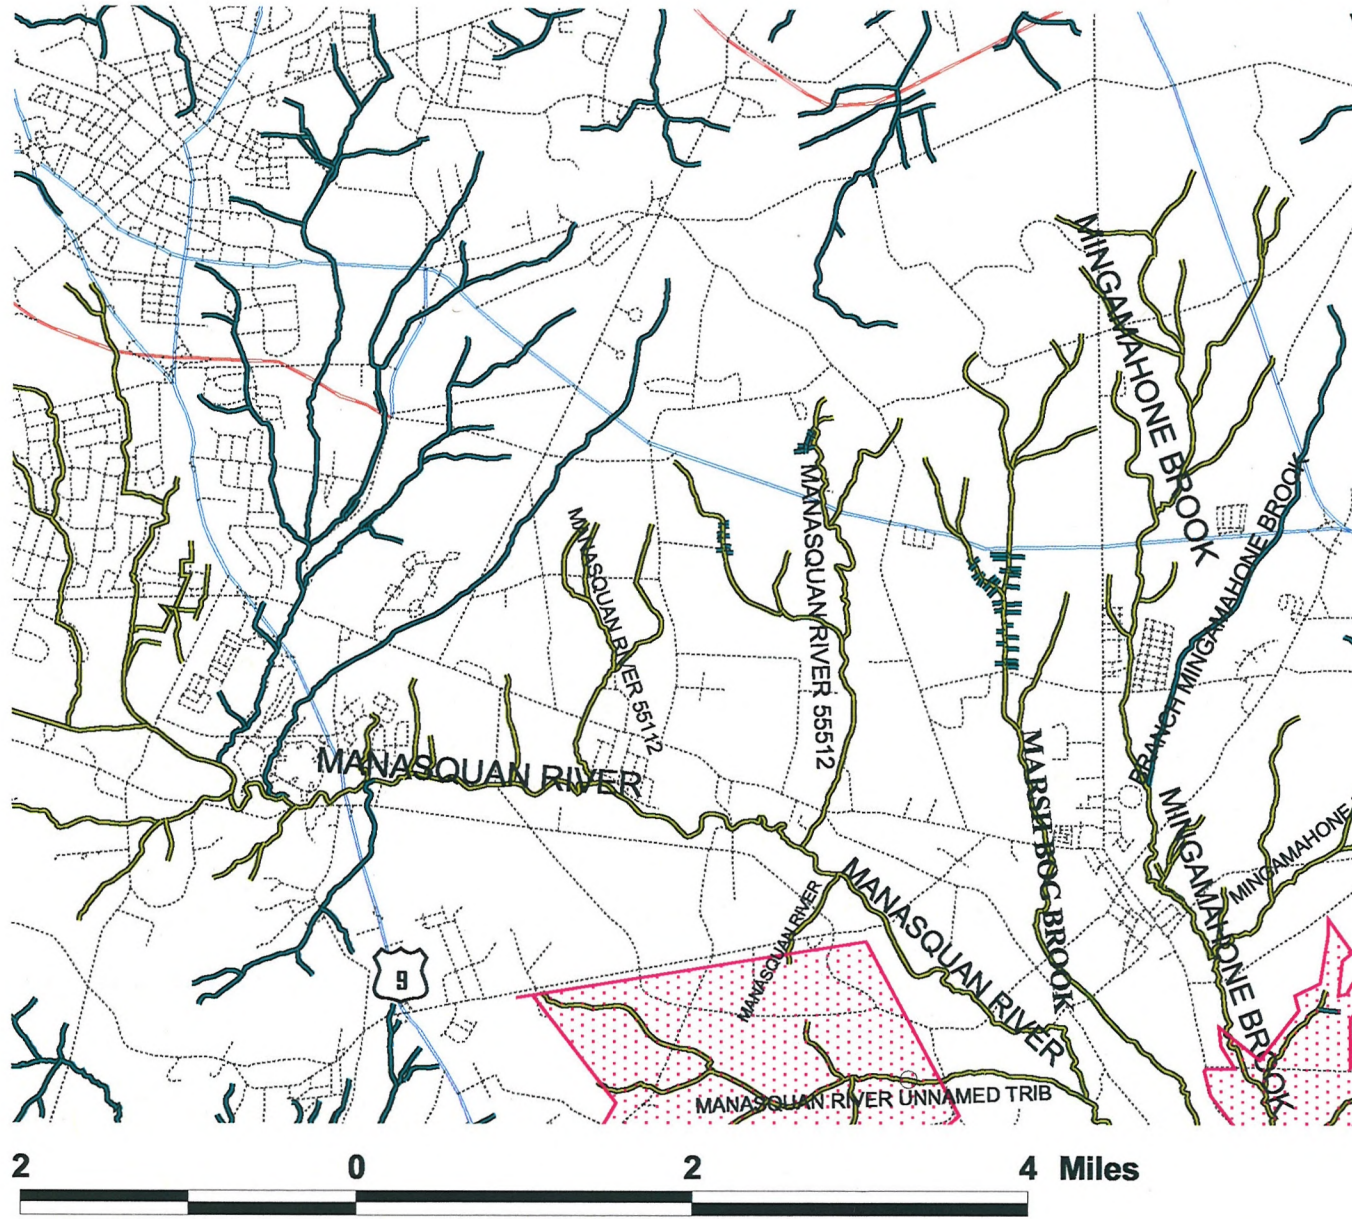 MINGAMAHONE BROOK
BRANCH MINGAMAHONE BROOK
MANASQUAN RIVER 55512
MANASQUAN RIVER 55112
MANASQUAN RIVER
MARSH BOG BROOK
MINGAMAHONE BROOK
MINGAMAHONE
MANASQUAN RIVER
MANASQUAN RIVER
9
MANASQUAN RIVER UNNAMED TRIB
2 0 2 4 Miles